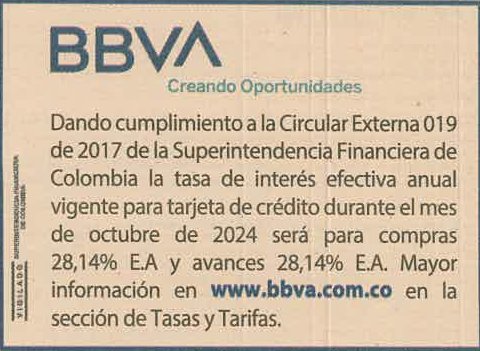 BBVA
Creando Oportunidades
Dando cumplimiento a la Circular Externa 019
de 2017 de la Superintendencia Financiera de
Colombia la tasa de interés efectiva anual
vigente para tarjeta de crédito durante el mes
de octubre de 2024 será para compras
28,14% E.A y avances 28,14% E.A. Mayor
información en www.bbva.com.co en la
sección de Tasas y Tarifas.
VIGILADO
SUPERINTENDENCIA FINANCIERA
DE COLOMBIA